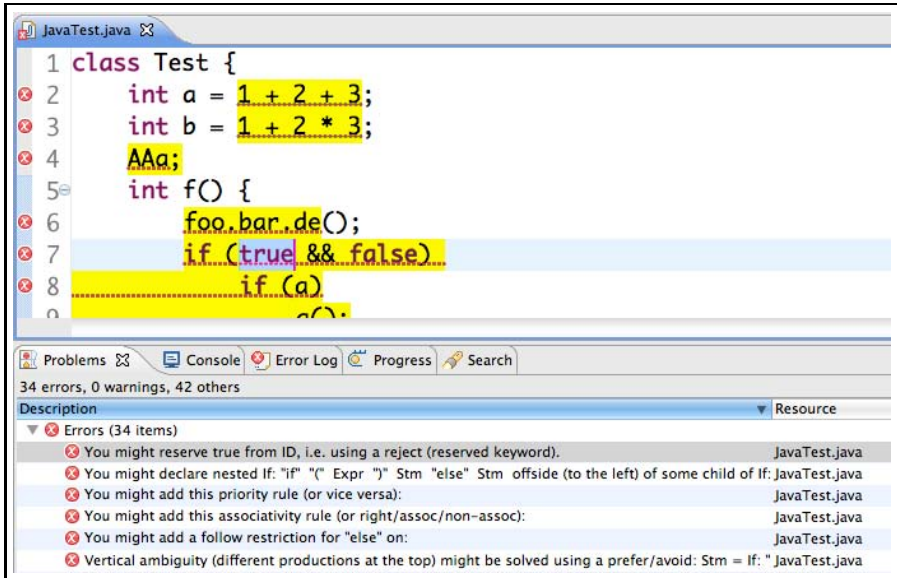 JavaTest.java
1 class Test {
2 int a = 1 + 2 + 3;
3 int b = 1 + 2 * 3;
4 AAa;
5 int f() {
6 foo.bar.de();
7 if (true && false)
8 if (a)
9 a();
Problems Console Error Log Progress Search
34 errors, 0 warnings, 42 others
Description Resource
Errors (34 items)
You might reserve true from ID, i.e. using a reject (reserved keyword). JavaTest.java
You might declare nested If: "if" "(" Expr ")" Stm "else" Stm offside (to the left) of some child of If: JavaTest.java
You might add this priority rule (or vice versa): JavaTest.java
You might add this associativity rule (or right/assoc/non-assoc): JavaTest.java
You might add a follow restriction for "else" on: JavaTest.java
Vertical ambiguity (different productions at the top) might be solved using a prefer/avoid: Stm = If: " JavaTest.java